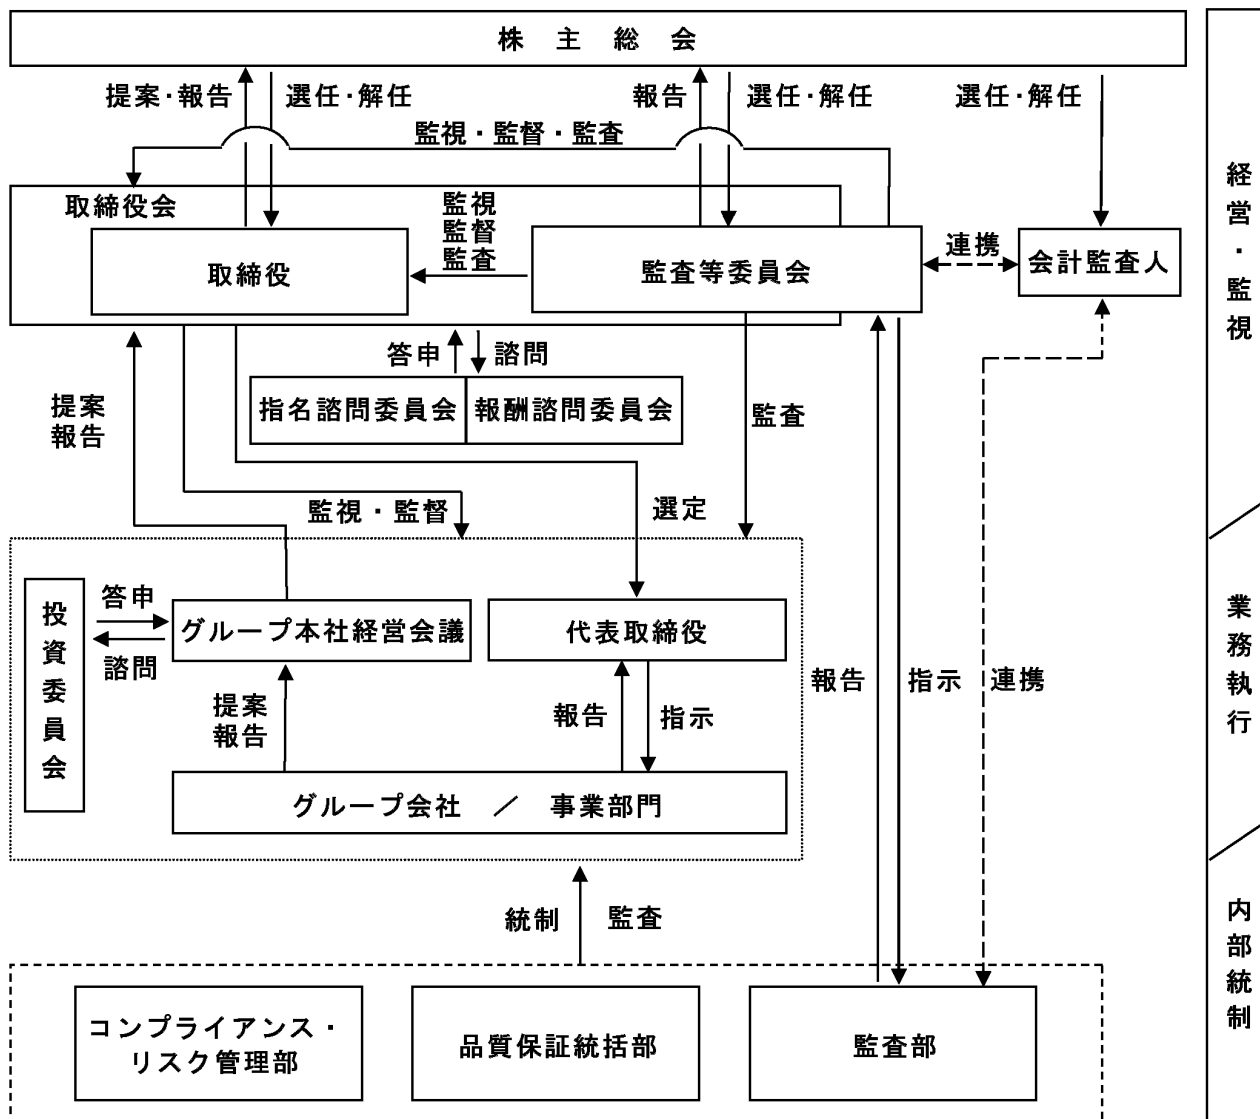 株主総会
提案・報告
選任・解任
報告
選任・解任
選任・解任
監視・監督・監査
取締役会
監視
監督
監査
取締役
監査等委員会
連携
会計監査人
答申
諮問
指名諮問委員会
報酬諮問委員会
提案
報告
監査
監視・監督
選定
投資委員会
答申
諮問
グループ本社経営会議
代表取締役
提案
報告
報告
指示
報告
指示
連携
グループ会社 / 事業部門
統制
監査
コンプライアンス・
リスク管理部
品質保証統括部
監査部
経営・監視
業務執行
内部統制